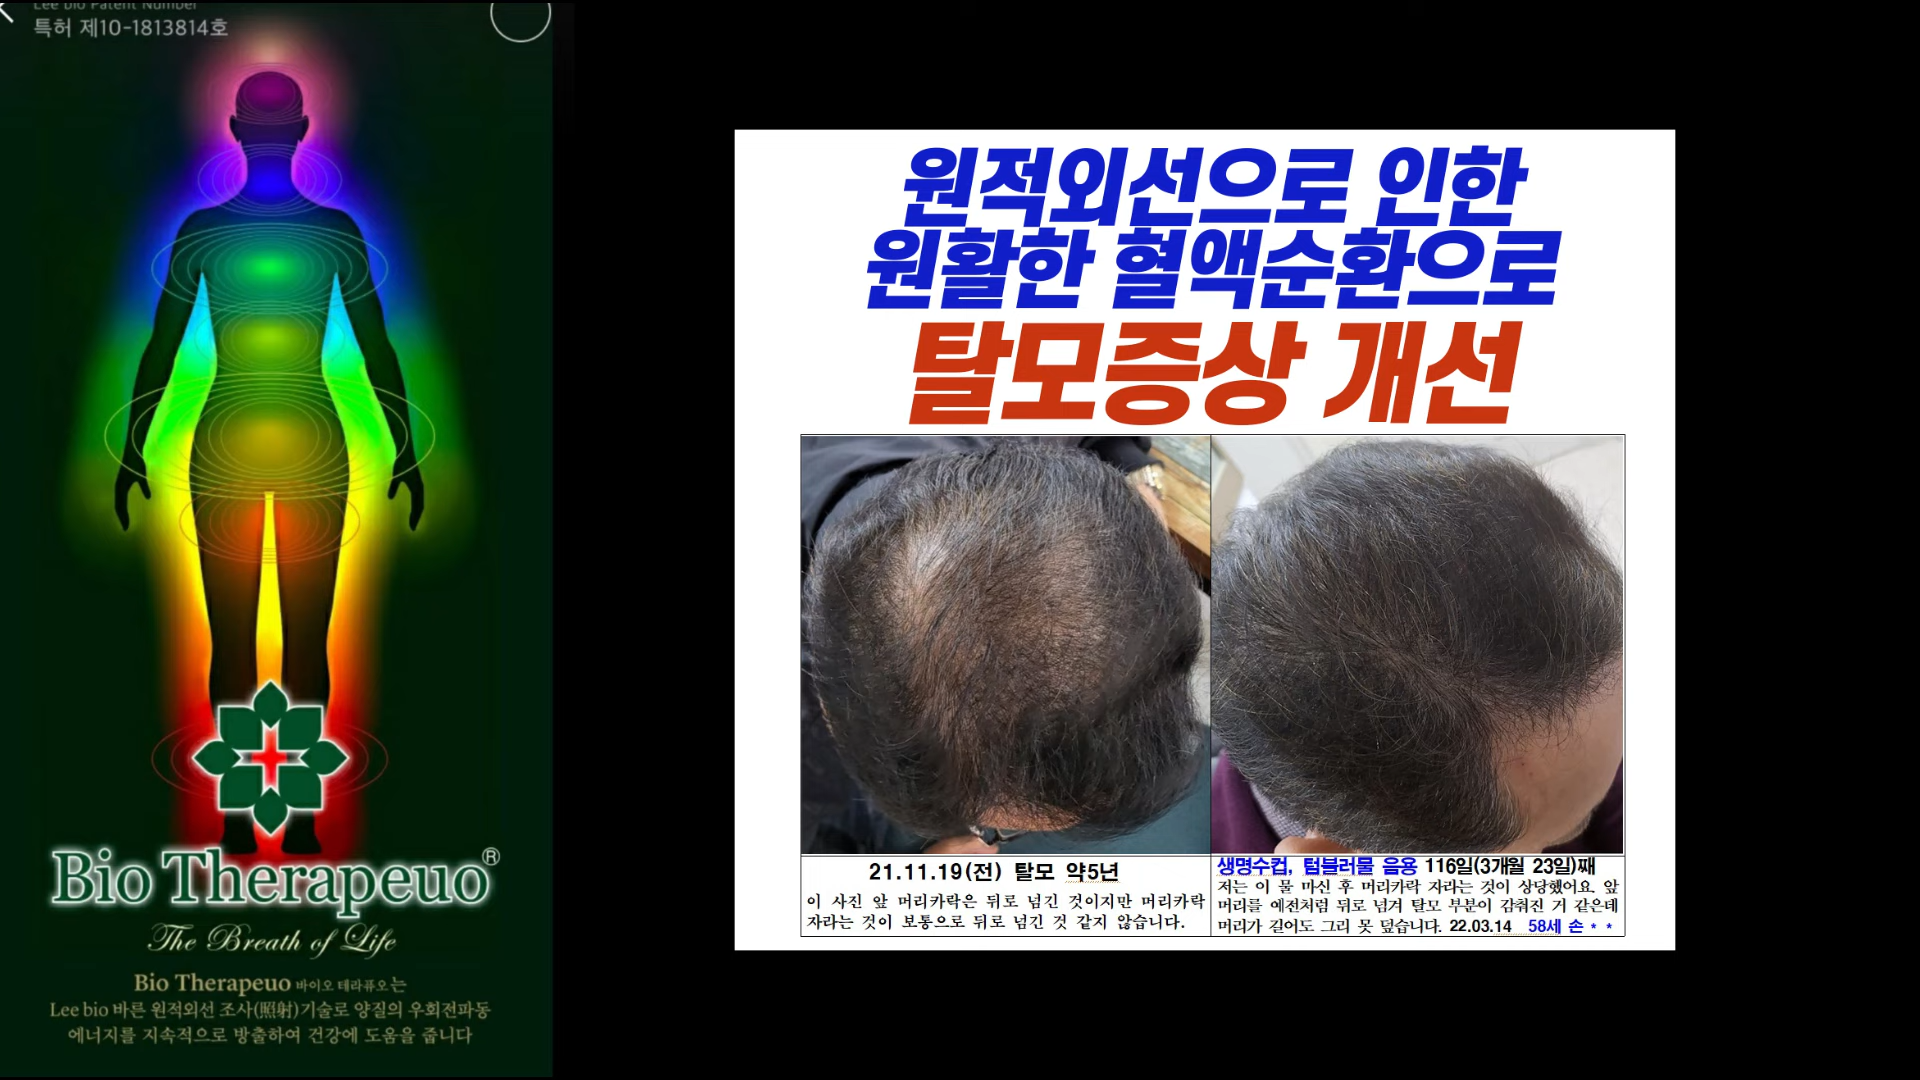 Lee bio Patent Number
특허 제10-1813814호
Bio Therapeuo®
The Breath of Life
Bio Therapeuo 바이오 테라퓨오는
Lee bio 바른 원적외선 조사(照射)기술로 양질의 우회전파동
에너지를 지속적으로 방출하여 건강에 도움을 줍니다
원적외선으로 인한
원활한 혈액순환으로
탈모증상 개선
21.11.19(전) 탈모 약5년
이 사진 앞 머리카락은 뒤로 넘긴 것이지만 머리카락
자라는 것이 보통으로 뒤로 넘긴 것 같지 않습니다.
생명수컵, 텀블러물 음용 116일(3개월 23일)째
저는 이 물 마신 후 머리카락 자라는 것이 상당했어요. 앞
머리를 예전처럼 뒤로 넘겨 탈모 부분이 감춰진 거 같은데
머리가 길어도 그리 못 덮습니다. 22.03.14 58세 손 * *